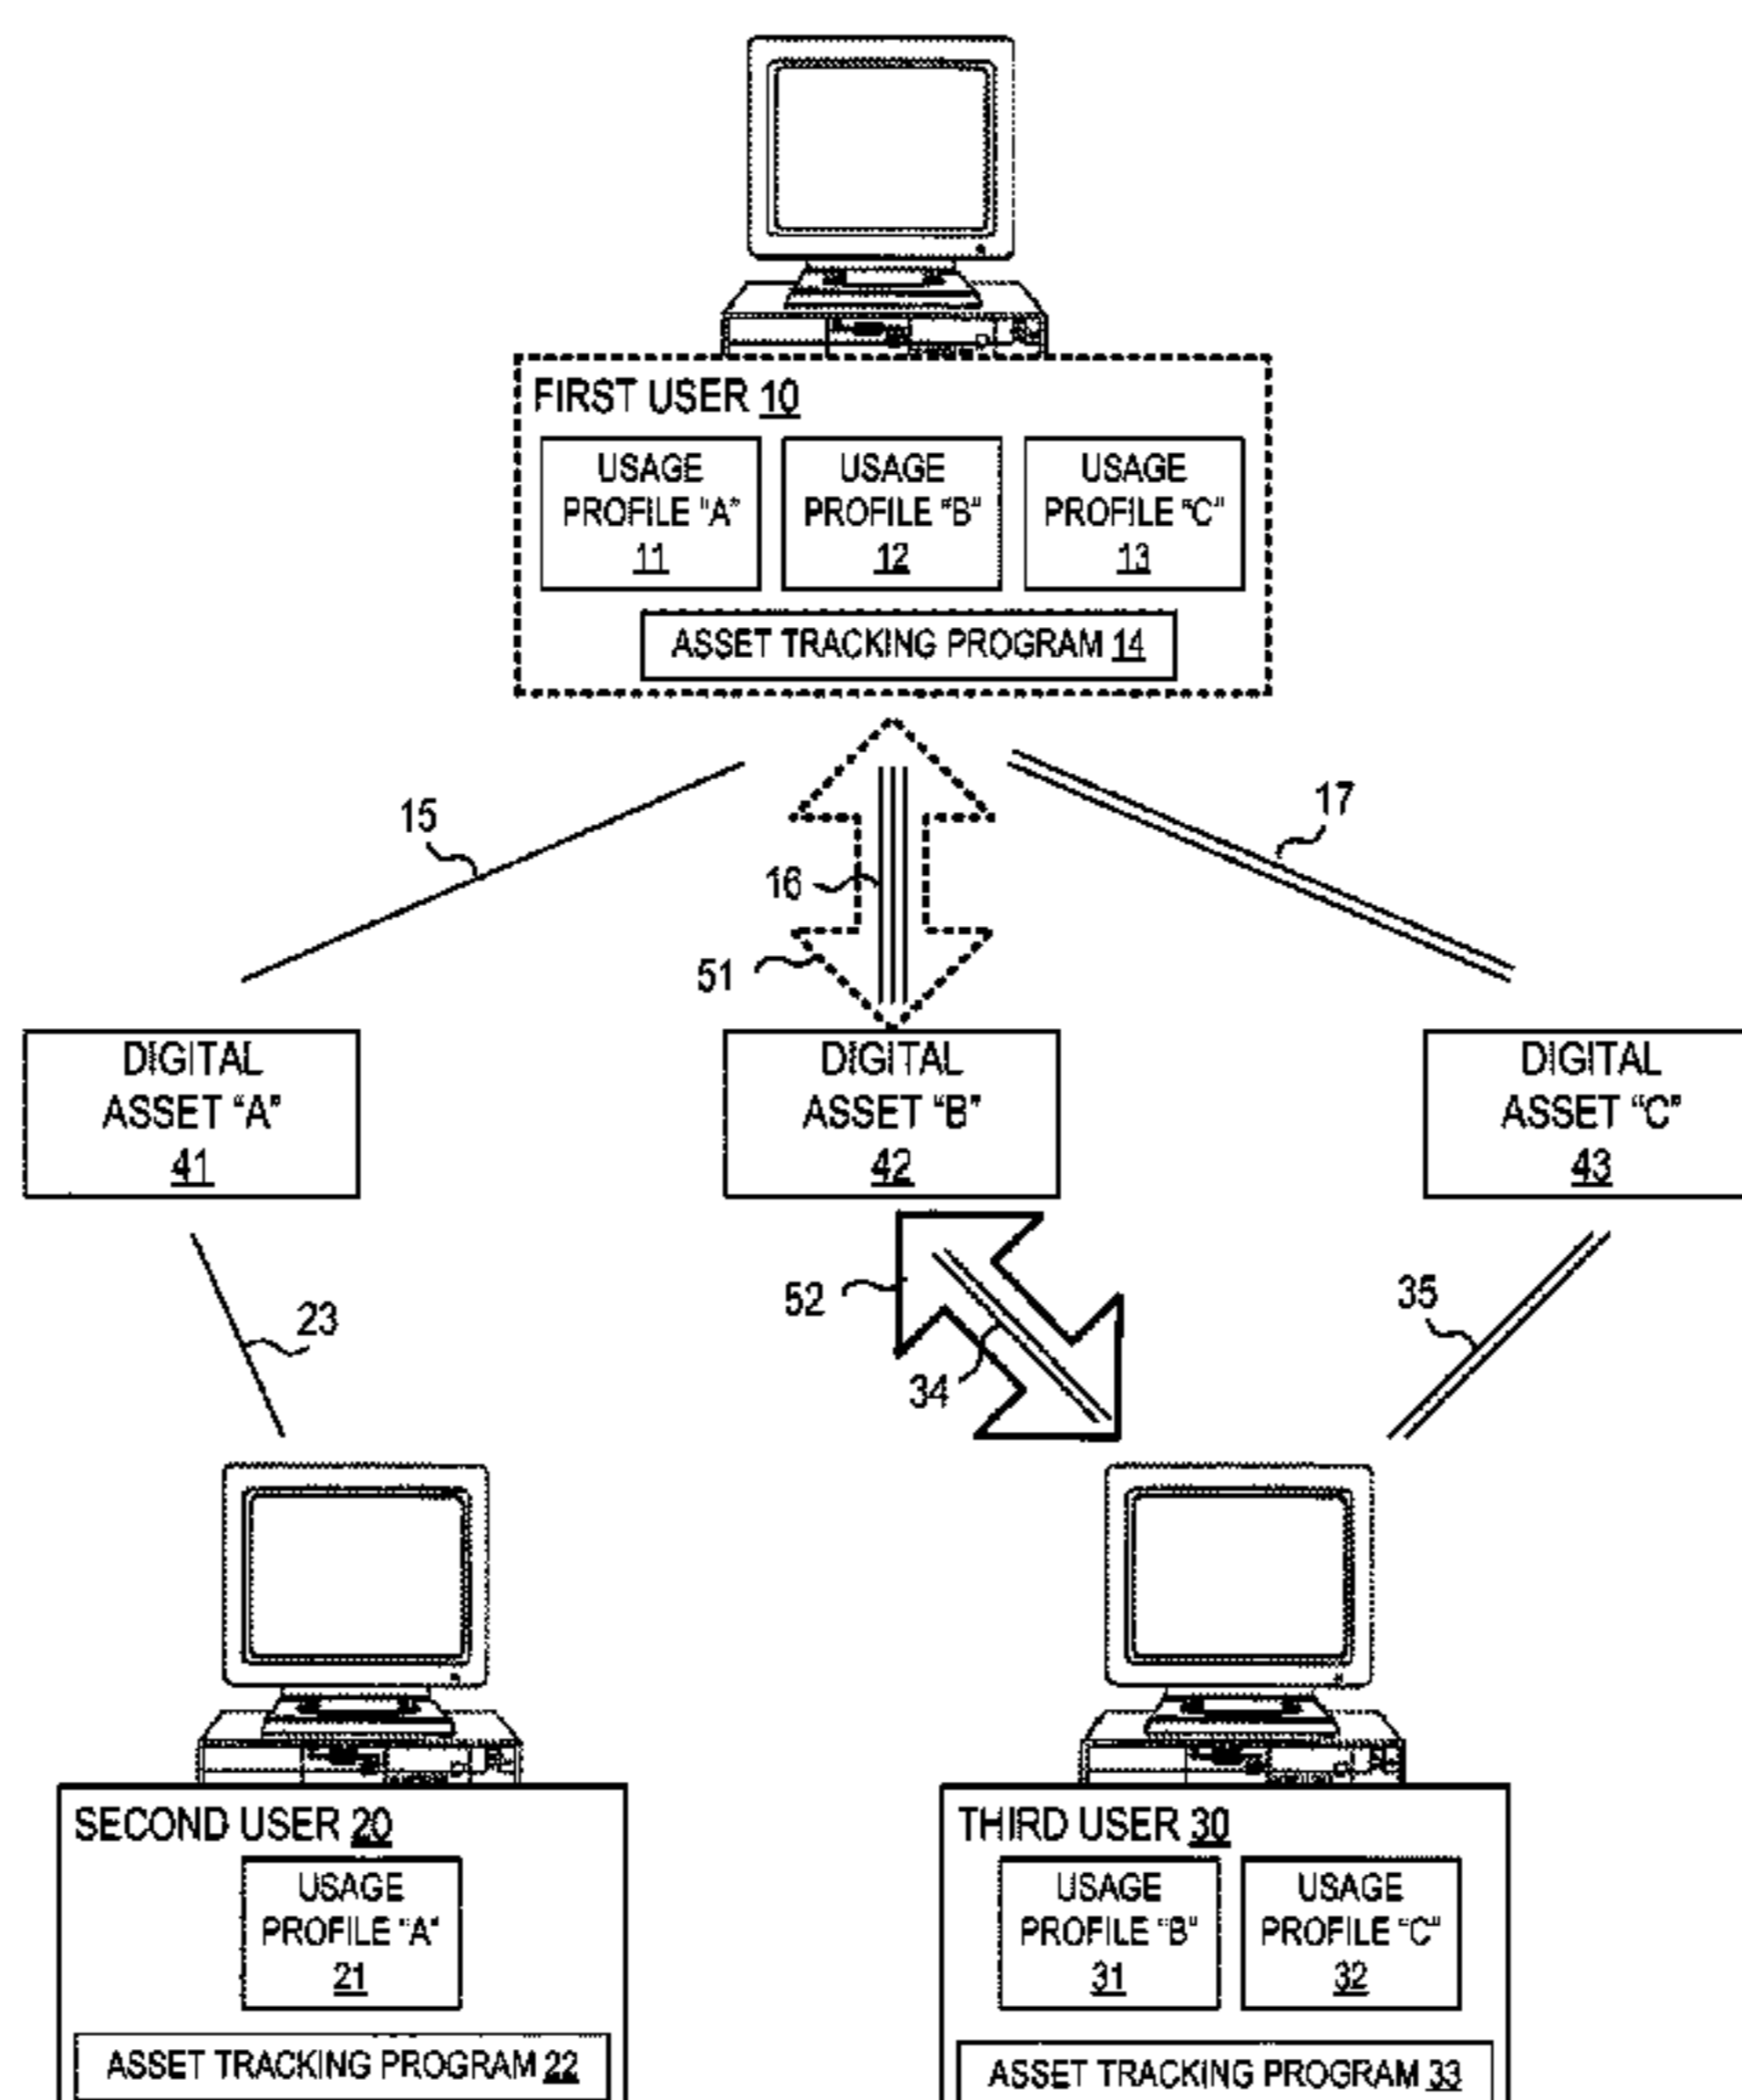 FIRST USER 10
USAGE
PROFILE "A"
11
USAGE
PROFILE "B"
12
USAGE
PROFILE "C"
13
ASSET TRACKING PROGRAM 14
15
16
17
51
DIGITAL
ASSET "A"
41
DIGITAL
ASSET "B"
42
DIGITAL
ASSET "C"
43
23
52
34
35
SECOND USER 20
USAGE
PROFILE "A"
21
ASSET TRACKING PROGRAM 22
THIRD USER 30
USAGE
PROFILE "B"
31
USAGE
PROFILE "C"
32
ASSET TRACKING PROGRAM 33